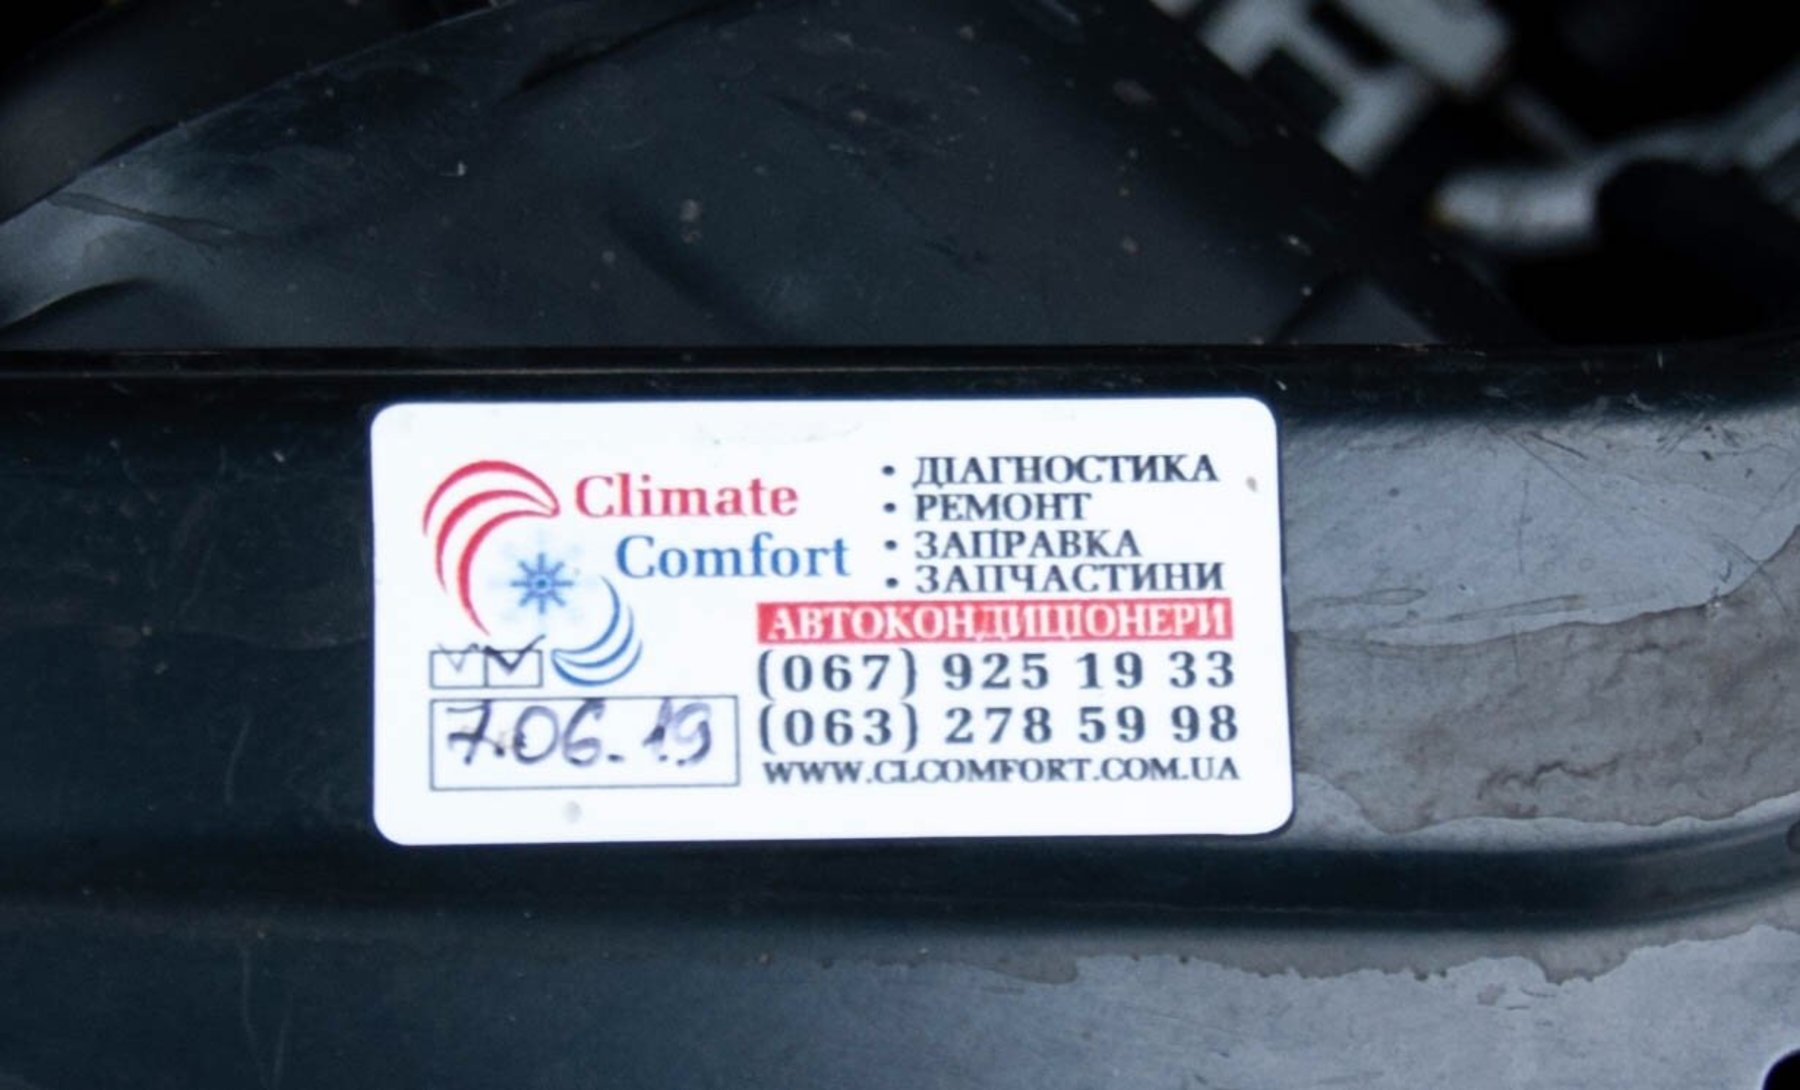 Climate
Comfort
• ДІАГНОСТИКА
• РЕМОНТ
• ЗАПРАВКА
• ЗАПЧАСТИНИ
АВТОКОНДИЦІОНЕРИ
(067) 925 19 33
(063) 278 59 98
WWW.CLCOMFORT.COM.UA
7.06.19